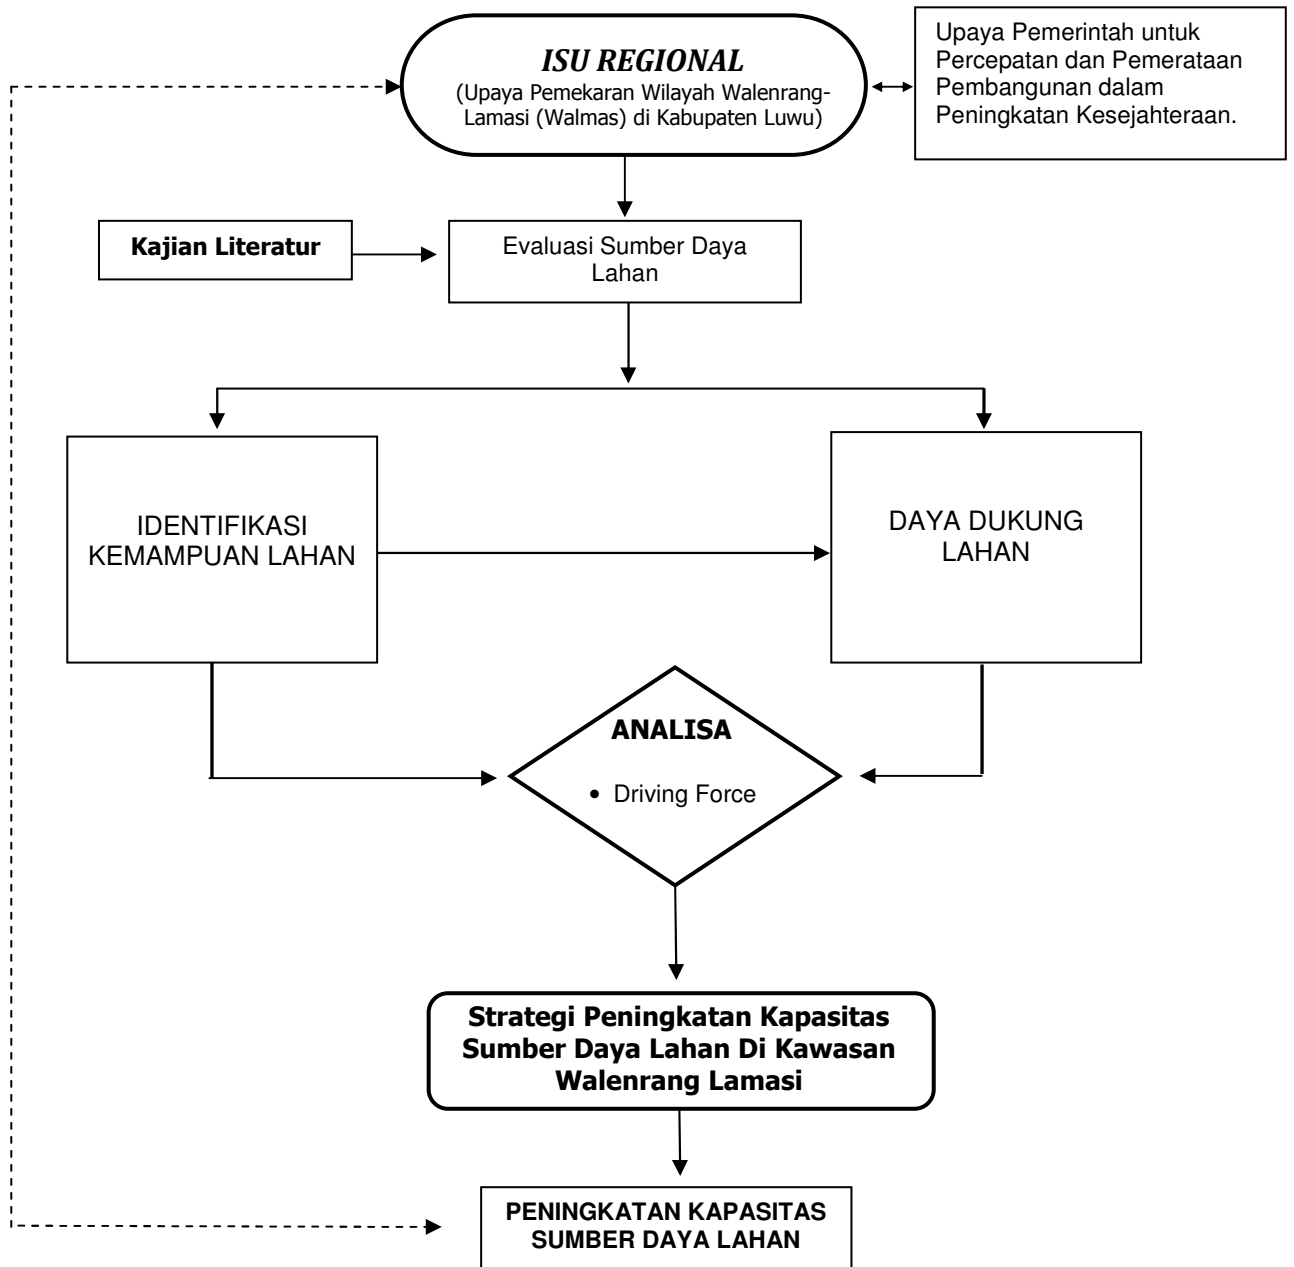 ISU REGIONAL
(Upaya Pemekaran Wilayah Walenrang-
Lamasi (Walmas) di Kabupaten Luwu)
Upaya Pemerintah untuk
Percepatan dan Pemerataan
Pembangunan dalam
Peningkatan Kesejahteraan.
Kajian Literatur
Evaluasi Sumber Daya
Lahan
IDENTIFIKASI
KEMAMPUAN LAHAN
DAYA DUKUNG
LAHAN
ANALISA
• Driving Force
Strategi Peningkatan Kapasitas
Sumber Daya Lahan Di Kawasan
Walenrang Lamasi
PENINGKATAN KAPASITAS
SUMBER DAYA LAHAN